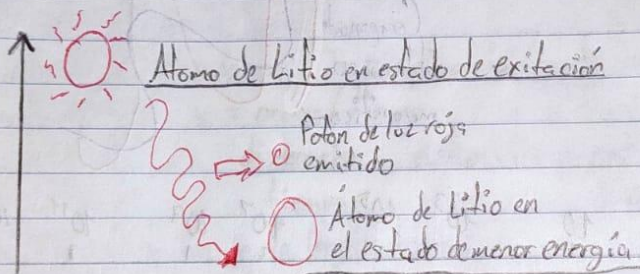 Atomo de Litio en estado de exitación
Foton de luz roja
emitido
Átomo de Litio en
el estado de menor energía